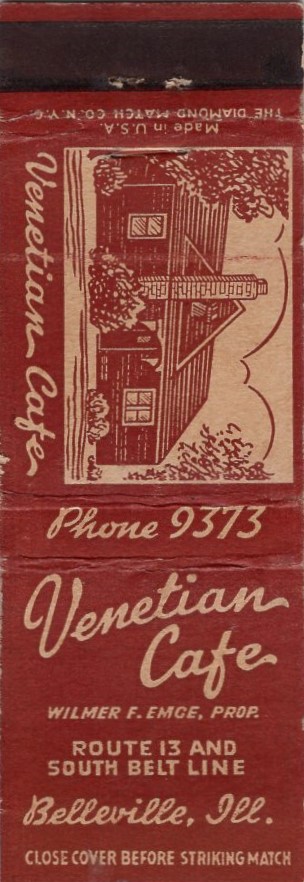 Made in U.S.A.
THE DIAMOND MATCH CO. N.Y.C.
Venetian Cafe
Phone 9373
Venetian
Cafe
WILMER F. EMGE, PROP.
ROUTE 13 AND
SOUTH BELT LINE
Belleville, Ill.
CLOSE COVER BEFORE STRIKING MATCH